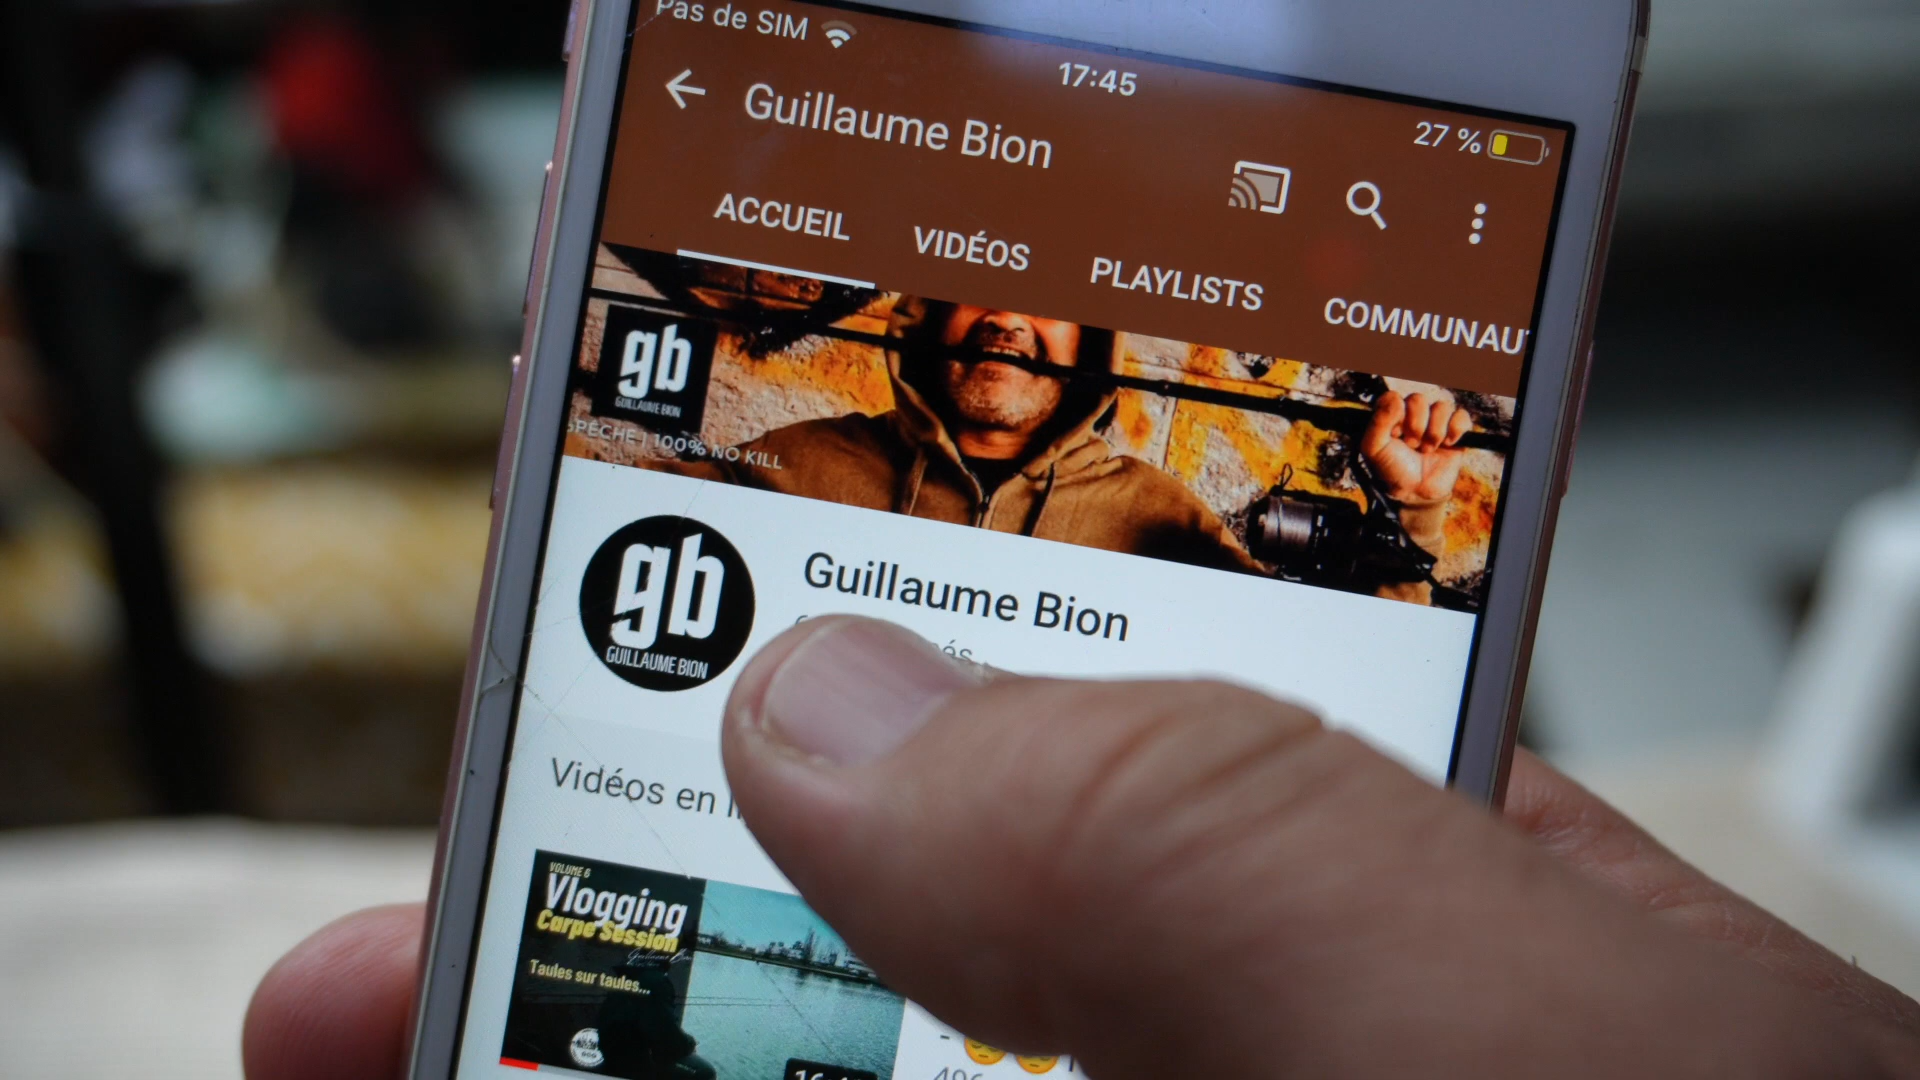 Pas de SIM
17:45
27 %
Guillaume Bion
ACCUEIL VIDÉOS PLAYLISTS COMMUNAU
gb
GUILLAUME BION
PÊCHE | 100% NO KILL
gb
GUILLAUME BION
Guillaume Bion
Vidéos en
VOLUME 6
Vlogging
Carpe Session
Taules sur taules...